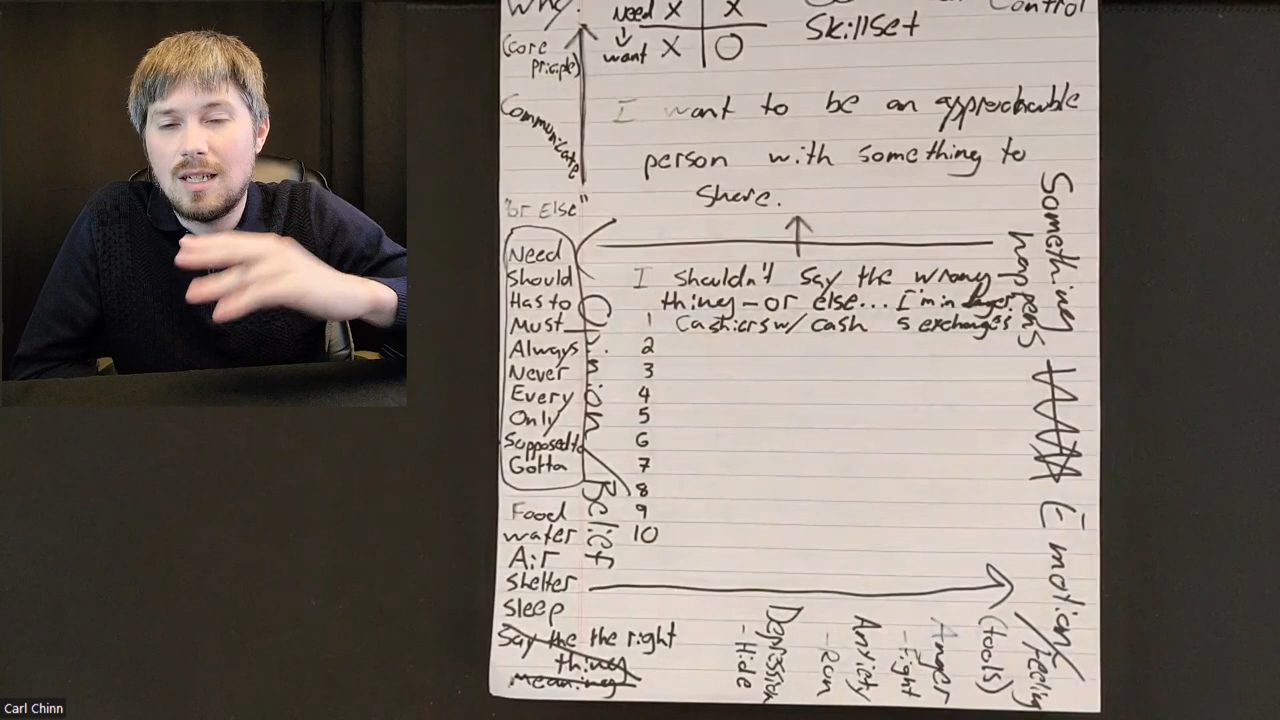 Why?
Need X X
want X O
Control
Skillset
(core
priciple)
Communicate
I want to be an approchable
person with something to
share.
"or Else"
Need
Should
Has to
Must
Always
Never
Every
Only
Supposed to
Gotta
Opinion
Belief
I shouldn't say the wrong
thing - or else... I'm in danger.
1 Cashiers w/ cash 5 exchanges
2
3
4
5
6
7
8
9
10
Food
water
Air
Shelter
Sleep
Say the the right
thing
meaning
Something
happens
Emotion/Feeling
(tools)
Anger
- Fight
Anxiety
- Run
Depression
- Hide
Carl Chinn